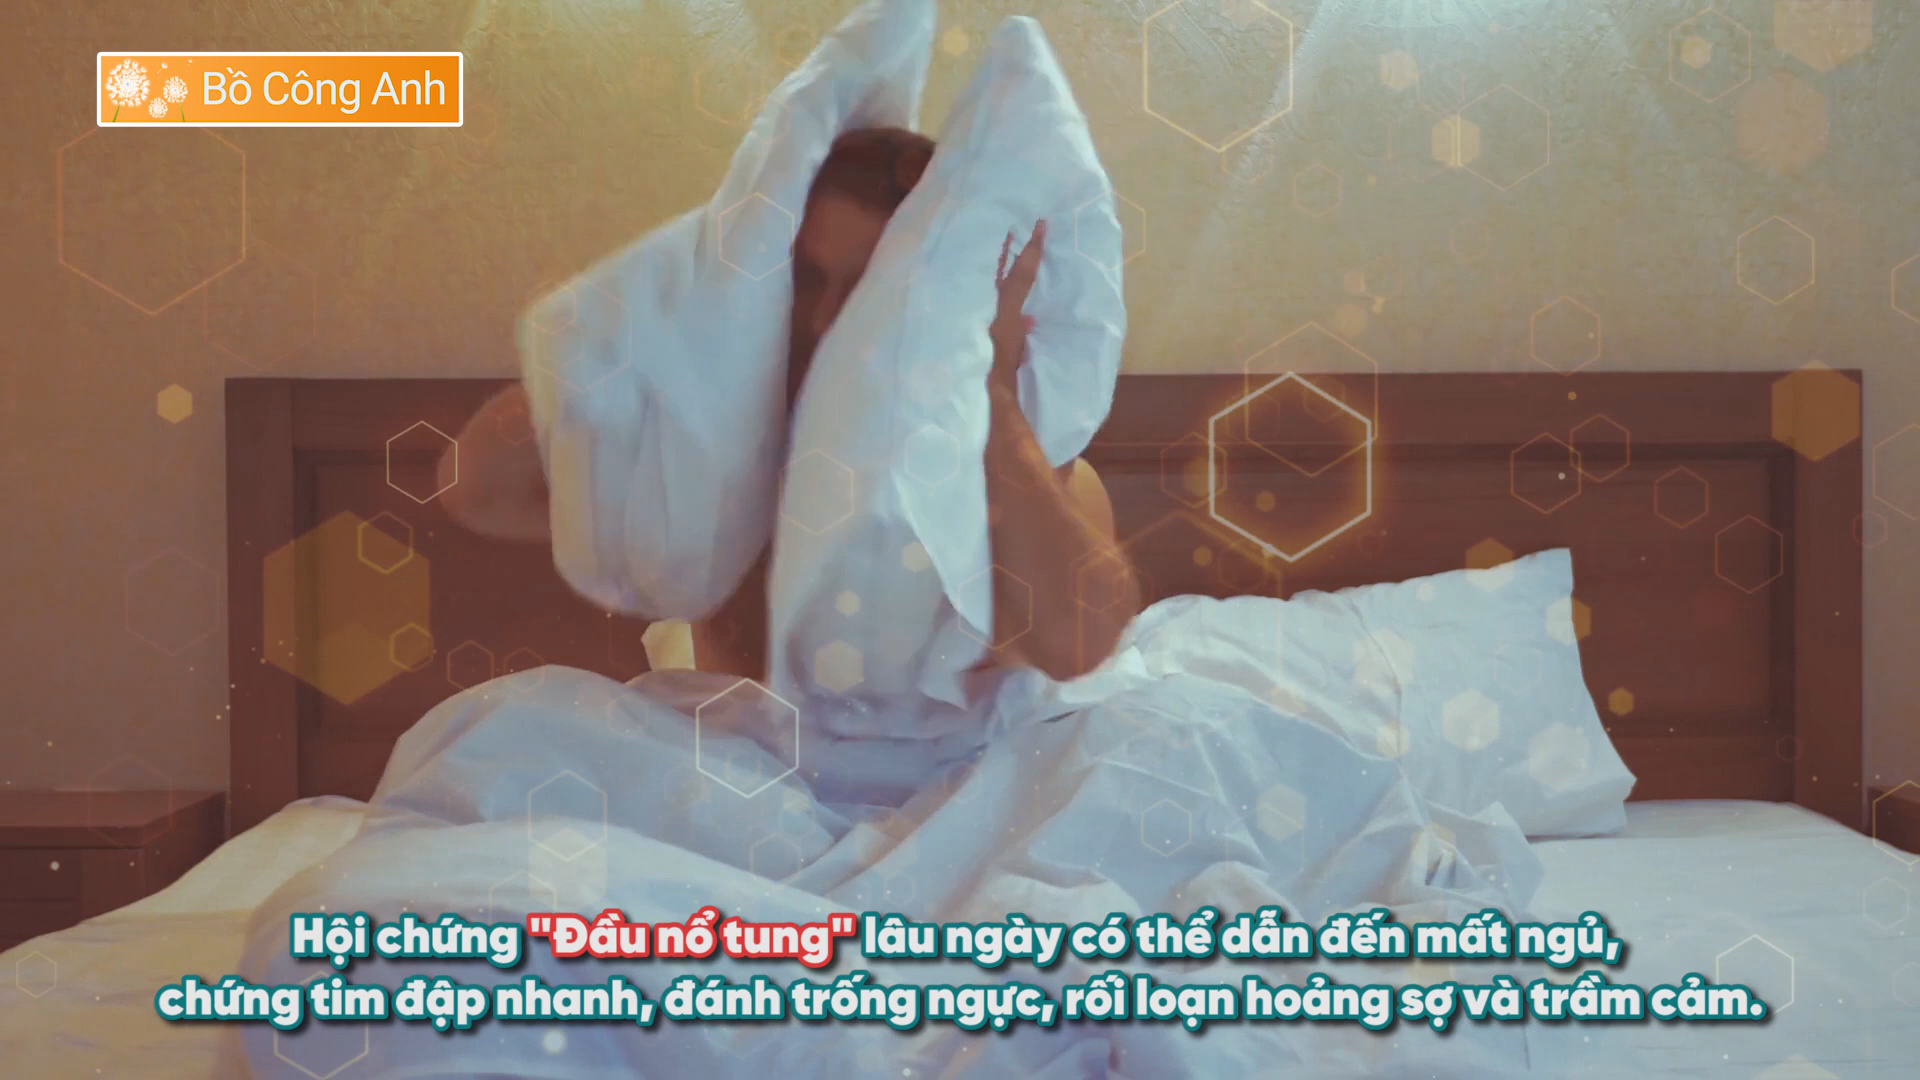 Bồ Công Anh
Hội chứng "Đầu nổ tung" lâu ngày có thể dẫn đến mất ngủ,
chứng tim đập nhanh, đánh trống ngực, rối loạn hoảng sợ và trầm cảm.